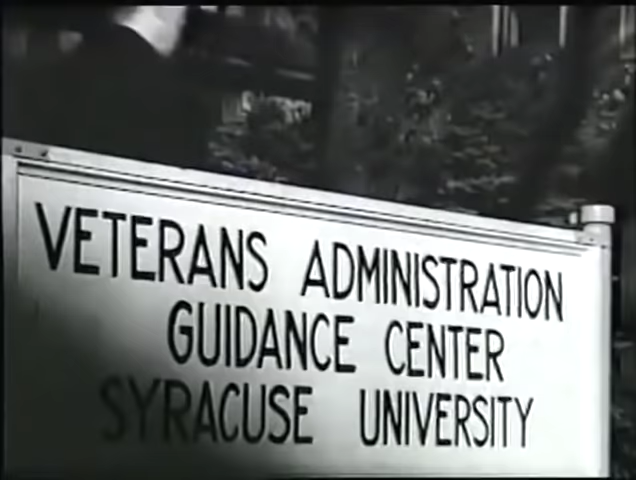 VETERANS ADMINISTRATION
GUIDANCE CENTER
SYRACUSE UNIVERSITY